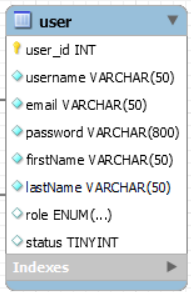 user
user_id INT
username VARCHAR(50)
email VARCHAR(50)
password VARCHAR(800)
firstName VARCHAR(50)
lastName VARCHAR(50)
role ENUM(...)
status TINYINT
Indexes